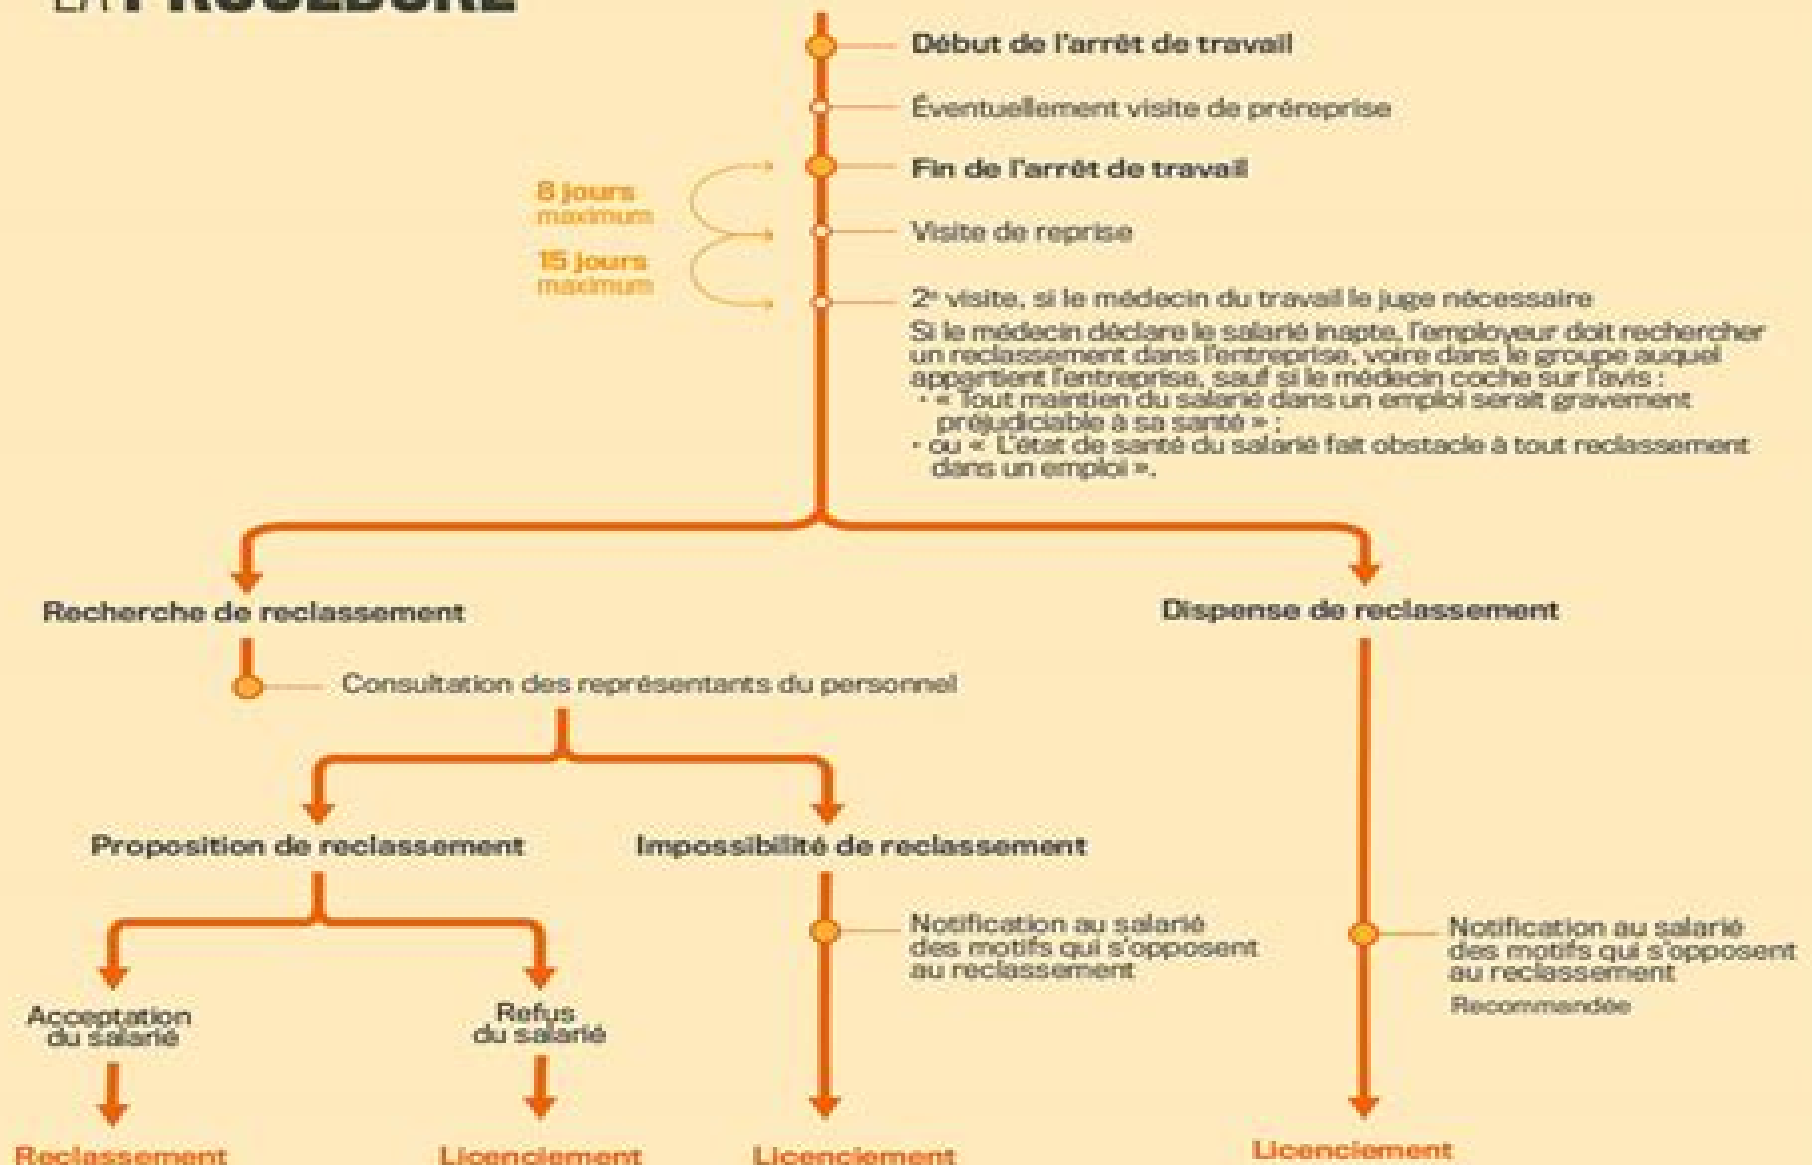 LA PROCÉDURE
Début de l'arrêt de travail
Éventuellement visite de préreprise
Fin de l'arrêt de travail
8 jours
maximum
Visite de reprise
15 jours
maximum
2e visite, si le médecin du travail le juge nécessaire
Si le médecin déclare le salarié inapte, l'employeur doit rechercher
un reclassement dans l'entreprise, voire dans le groupe auquel
appartient l'entreprise, sauf si le médecin coche sur l'avis :
· « Tout maintien du salarié dans un emploi serait gravement
préjudiciable à sa santé » ;
· ou « L'état de santé du salarié fait obstacle à tout reclassement
dans un emploi ».
Recherche de reclassement
Dispense de reclassement
Consultation des représentants du personnel
Proposition de reclassement
Impossibilité de reclassement
Notification au salarié
des motifs qui s'opposent
au reclassement
Notification au salarié
des motifs qui s'opposent
au reclassement
Recommandée
Acceptation
du salarié
Refus
du salarié
Reclassement
Licenciement
Licenciement
Licenciement